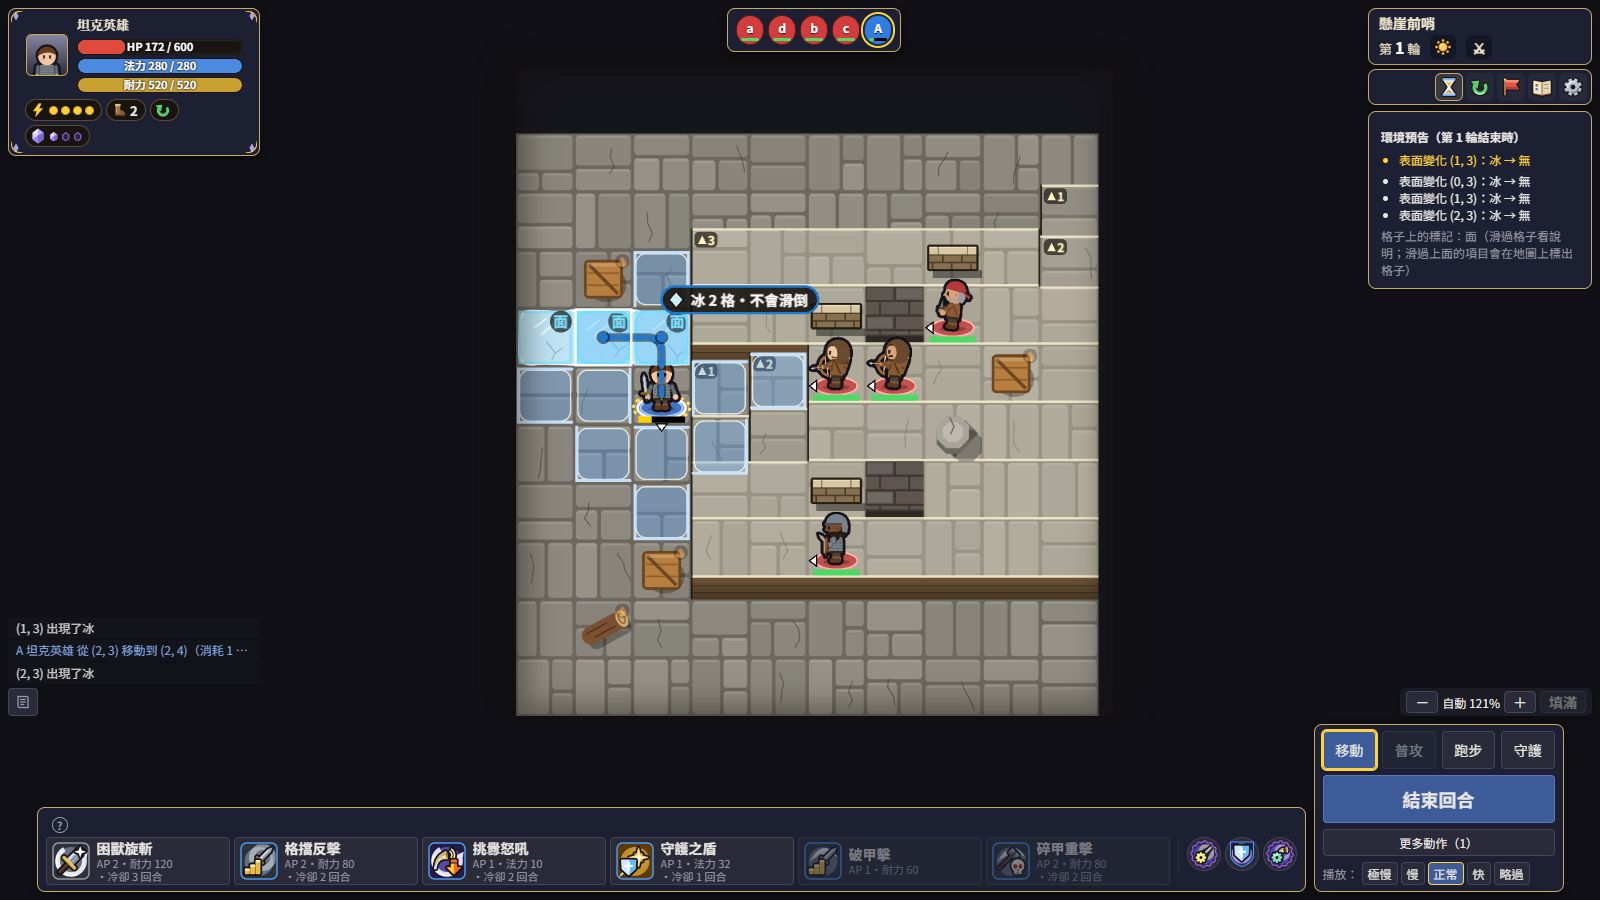 坦克英雄
HP 172 / 600
法力 280 / 280
耐力 520 / 520
2
a
d
b
c
A
懸崖前哨
第 1 輪
環境預告（第 1 輪結束時）
表面變化 (1, 3)：冰 → 無
表面變化 (0, 3)：冰 → 無
表面變化 (1, 3)：冰 → 無
表面變化 (2, 3)：冰 → 無
格子上的標記：面（滑過格子看說
明；滑過上面的項目會在地圖上標出
格子）
▲1
▲3
▲2
冰 2 格・不會滑倒
面
面
面
▲1
▲2
(1, 3) 出現了冰
A 坦克英雄 從 (2, 3) 移動到 (2, 4)（消耗 1 …
(2, 3) 出現了冰
− 自動 121% + 填滿
移動
普攻
跑步
守護
結束回合
更多動作（1）
播放：
極慢
慢
正常
快
略過
?
困獸旋斬
AP 2・耐力 120
・冷卻 3 回合
格擋反擊
AP 2・耐力 80
・冷卻 2 回合
挑釁怒吼
AP 1・法力 10
・冷卻 2 回合
守護之盾
AP 1・法力 32
・冷卻 1 回合
破甲擊
AP 1・耐力 60
碎甲重擊
AP 2・耐力 80
・冷卻 2 回合